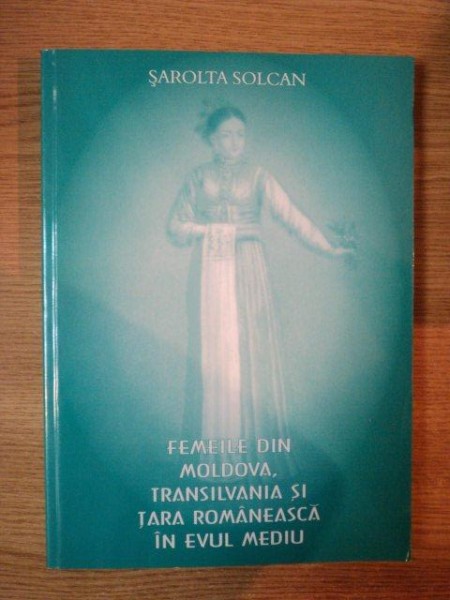 ŞAROLTA SOLCAN
FEMEILE DIN
MOLDOVA,
TRANSILVANIA ŞI
ŢARA ROMÂNEASCĂ
ÎN EVUL MEDIU